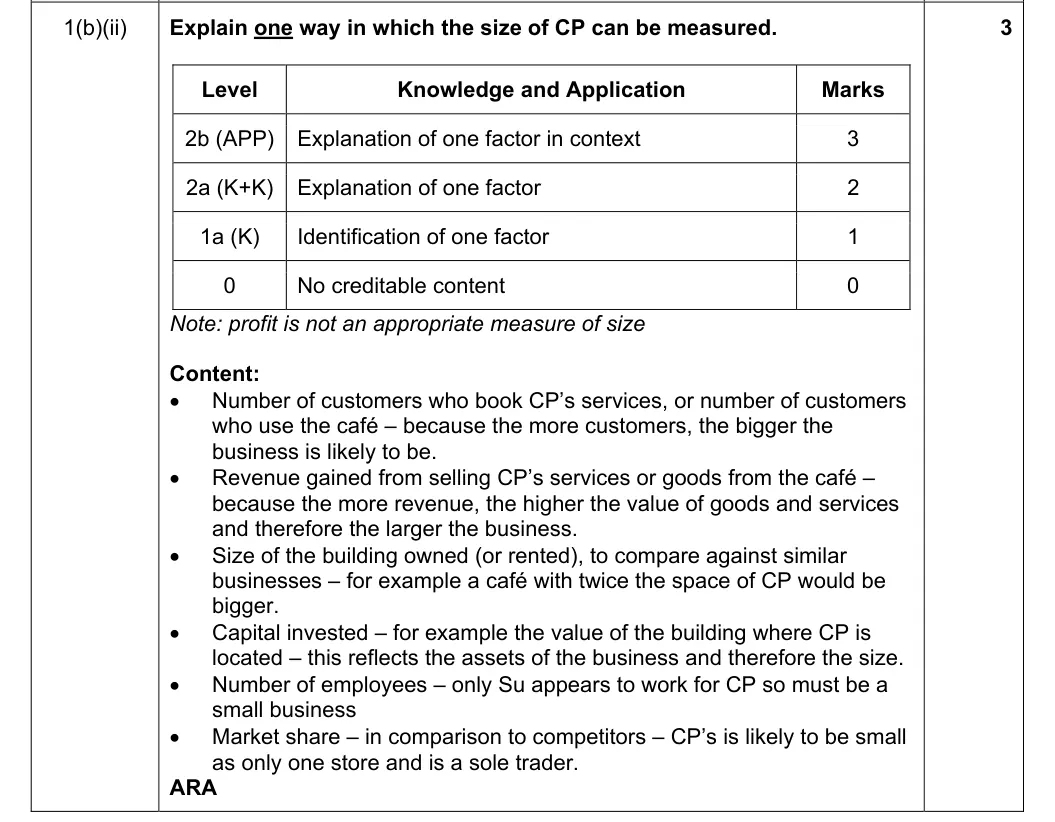 1(b)(ii) Explain one way in which the size of CP can be measured. 3
Level Knowledge and Application Marks
2b (APP) Explanation of one factor in context 3
2a (K+K) Explanation of one factor 2
1a (K) Identification of one factor 1
0 No creditable content 0
Note: profit is not an appropriate measure of size
Content:
• Number of customers who book CP’s services, or number of customers
who use the café – because the more customers, the bigger the
business is likely to be.
• Revenue gained from selling CP’s services or goods from the café –
because the more revenue, the higher the value of goods and services
and therefore the larger the business.
• Size of the building owned (or rented), to compare against similar
businesses – for example a café with twice the space of CP would be
bigger.
• Capital invested – for example the value of the building where CP is
located – this reflects the assets of the business and therefore the size.
• Number of employees – only Su appears to work for CP so must be a
small business
• Market share – in comparison to competitors – CP’s is likely to be small
as only one store and is a sole trader.
ARA